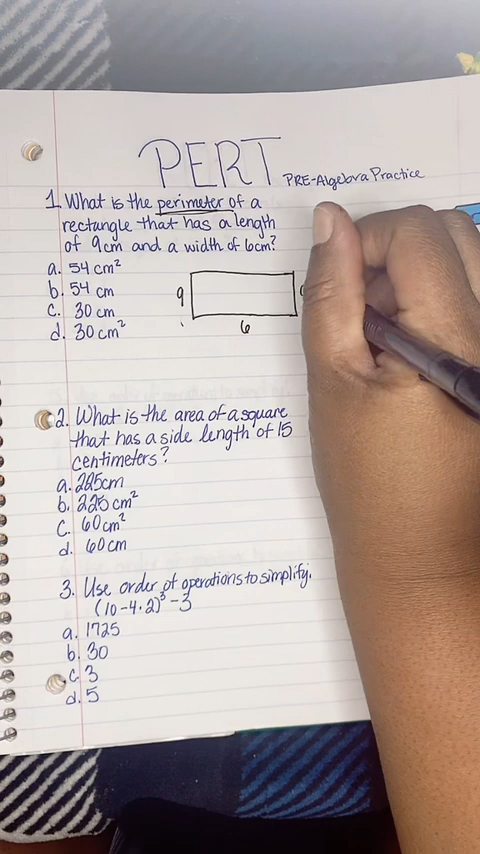 PERT
PRE-Algebra Practice
1. What is the perimeter of a
rectangle that has a length
of 9cm and a width of 6cm?
a. 54 cm²
b. 54 cm
c. 30 cm
d. 30 cm²
9
6
2. What is the area of a square
that has a side length of 15
centimeters?
a. 225cm
b. 225 cm²
c. 60 cm²
d. 60 cm
3. Use order of operations to simplify.
(10-4·2)³-3
a. 1725
b. 30
c. 3
d. 5